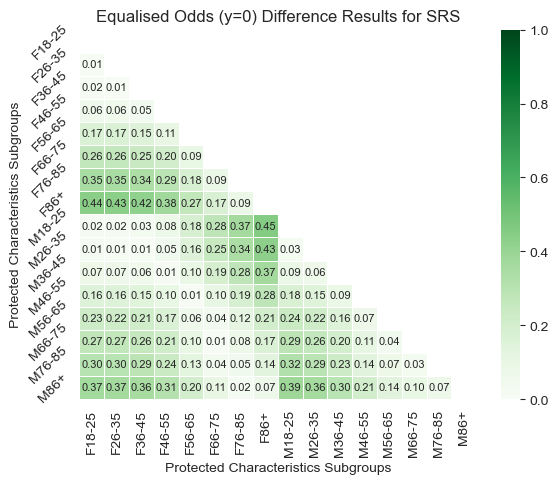 Equalised Odds (y=0) Difference Results for SRS
Protected Characteristics Subgroups
F18-25
F26-35 0.01
F36-45 0.02 0.01
F46-55 0.06 0.06 0.05
F56-65 0.17 0.17 0.15 0.11
F66-75 0.26 0.26 0.25 0.20 0.09
F76-85 0.35 0.35 0.34 0.29 0.18 0.09
F86+ 0.44 0.43 0.42 0.38 0.27 0.17 0.09
M18-25 0.02 0.02 0.03 0.08 0.18 0.28 0.37 0.45
M26-35 0.01 0.01 0.01 0.05 0.16 0.25 0.34 0.43 0.03
M36-45 0.07 0.07 0.06 0.01 0.10 0.19 0.28 0.37 0.09 0.06
M46-55 0.16 0.16 0.15 0.10 0.01 0.10 0.19 0.28 0.18 0.15 0.09
M56-65 0.23 0.22 0.21 0.17 0.06 0.04 0.12 0.21 0.24 0.22 0.16 0.07
M66-75 0.27 0.27 0.26 0.21 0.10 0.01 0.08 0.17 0.29 0.26 0.20 0.11 0.04
M76-85 0.30 0.30 0.29 0.24 0.13 0.04 0.05 0.14 0.32 0.29 0.23 0.14 0.07 0.03
M86+ 0.37 0.37 0.36 0.31 0.20 0.11 0.02 0.07 0.39 0.36 0.30 0.21 0.14 0.10 0.07
F18-25 F26-35 F36-45 F46-55 F56-65 F66-75 F76-85 F86+ M18-25 M26-35 M36-45 M46-55 M56-65 M66-75 M76-85 M86+
Protected Characteristics Subgroups
1.0
0.8
0.6
0.4
0.2
0.0